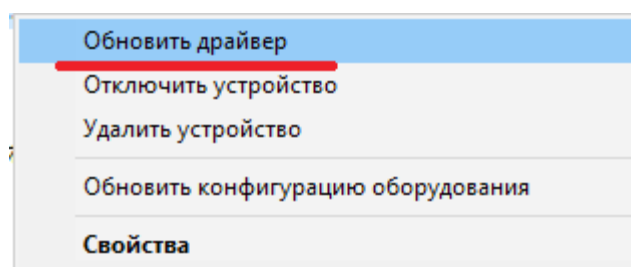 Обновить драйвер
Отключить устройство
Удалить устройство
Обновить конфигурацию оборудования
Свойства